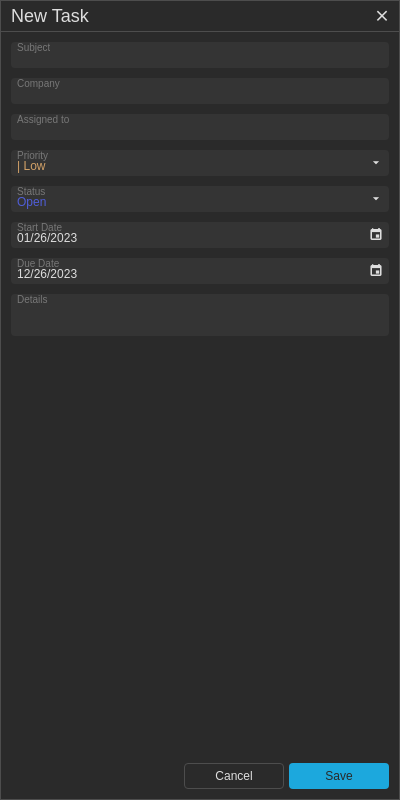 New Task
Subject
Company
Assigned to
Priority
| Low
Status
Open
Start Date
01/26/2023
Due Date
12/26/2023
Details
Cancel
Save